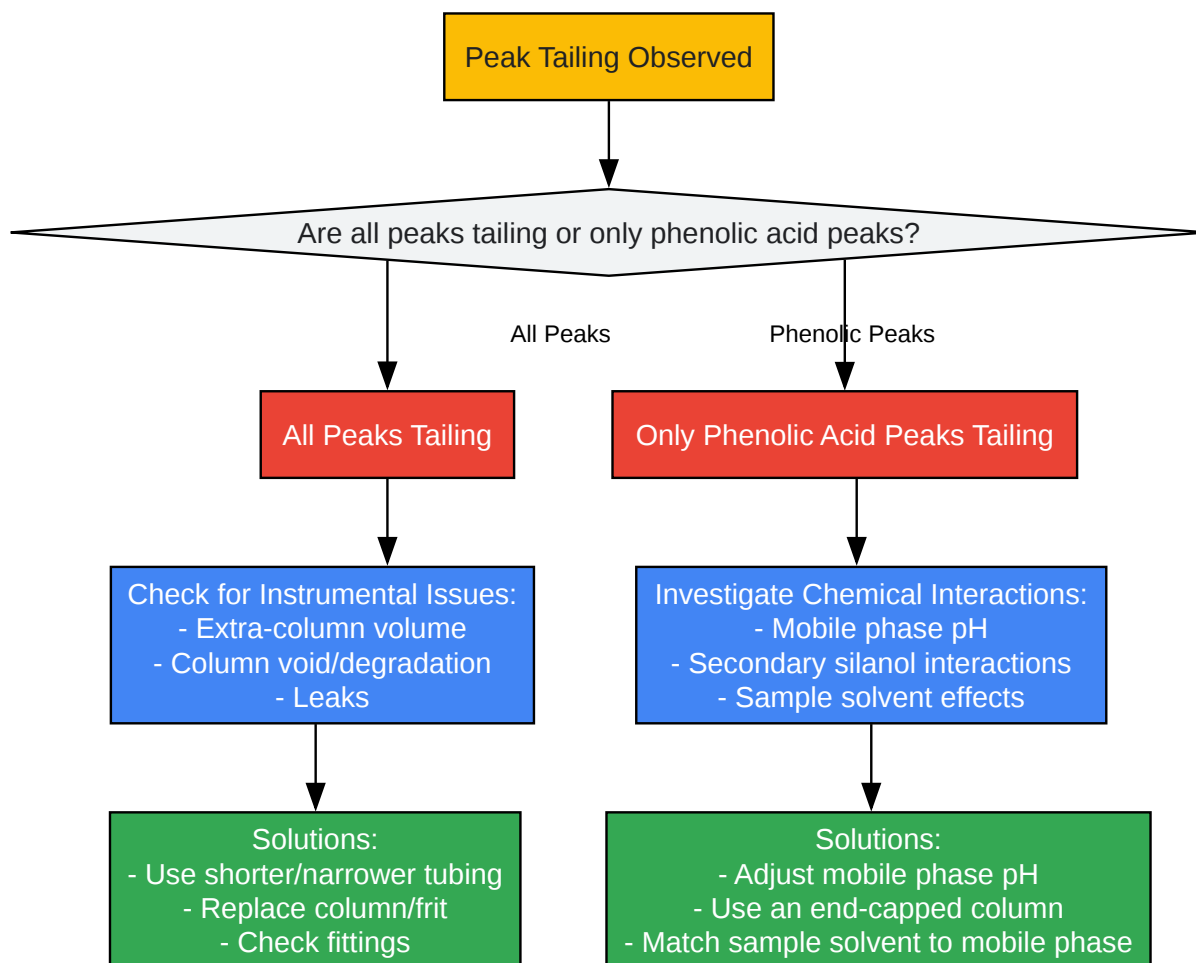 Peak Tailing Observed
Are all peaks tailing or only phenolic acid peaks?
All Peaks
Phenolic Peaks
All Peaks Tailing
Only Phenolic Acid Peaks Tailing
Check for Instrumental Issues:
- Extra-column volume
- Column void/degradation
- Leaks
Investigate Chemical Interactions:
- Mobile phase pH
- Secondary silanol interactions
- Sample solvent effects
Solutions:
- Use shorter/narrower tubing
- Replace column/frit
- Check fittings
Solutions:
- Adjust mobile phase pH
- Use an end-capped column
- Match sample solvent to mobile phase